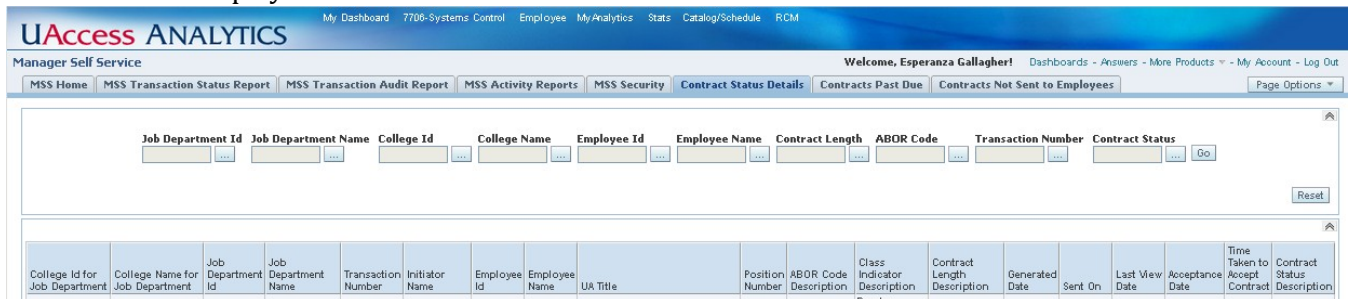 My Dashboard 7706-Systems Control Employee MyAnalytics Stats Catalog/Schedule RCM
UAccess ANALYTICS
Manager Self Service Welcome, Esperanza Gallagher! Dashboards - Answers - More Products - My Account - Log Out
MSS Home MSS Transaction Status Report MSS Transaction Audit Report MSS Activity Reports MSS Security Contract Status Details Contracts Past Due Contracts Not Sent to Employees Page Options
Job Department Id Job Department Name College Id College Name Employee Id Employee Name Contract Length ABOR Code Transaction Number Contract Status
... ... ... ... ... ... ... ... ... ... Go
Reset
College Id for Job Department College Name for Job Department Job Department Id Job Department Name Transaction Number Initiator Name Employee Id Employee Name UA Title Position Number ABOR Code Description Class Indicator Description Contract Length Description Generated Date Sent On Last View Date Acceptance Date Time Taken to Accept Contract Contract Status Description